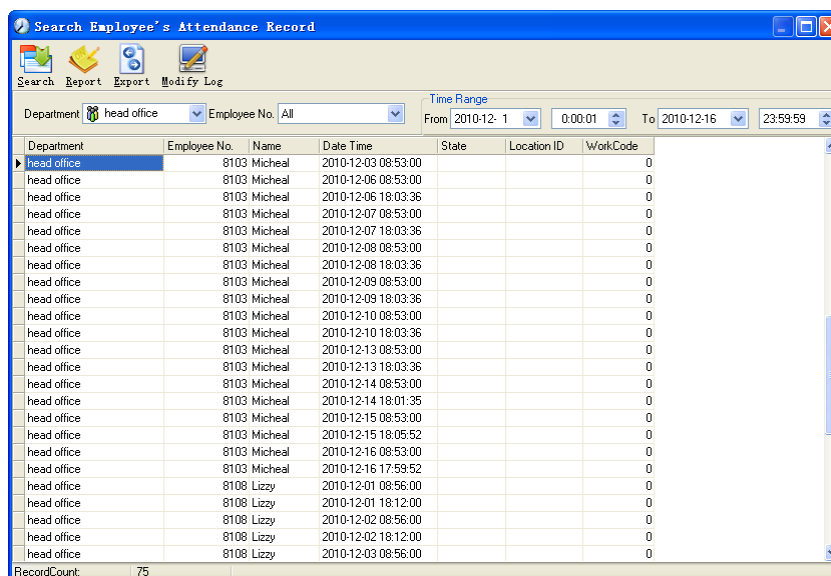 Search Employee's Attendance Record
Search Report Export Modify Log
Time Range
Department head office Employee No. All From 2010-12- 1 0:00:01 To 2010-12-16 23:59:59
Department Employee No. Name Date Time State Location ID WorkCode
head office 8103 Micheal 2010-12-03 08:53:00 0
head office 8103 Micheal 2010-12-06 08:53:00 0
head office 8103 Micheal 2010-12-06 18:03:36 0
head office 8103 Micheal 2010-12-07 08:53:00 0
head office 8103 Micheal 2010-12-07 18:03:36 0
head office 8103 Micheal 2010-12-08 08:53:00 0
head office 8103 Micheal 2010-12-08 18:03:36 0
head office 8103 Micheal 2010-12-09 08:53:00 0
head office 8103 Micheal 2010-12-09 18:03:36 0
head office 8103 Micheal 2010-12-10 08:53:00 0
head office 8103 Micheal 2010-12-10 18:03:36 0
head office 8103 Micheal 2010-12-13 08:53:00 0
head office 8103 Micheal 2010-12-13 18:03:36 0
head office 8103 Micheal 2010-12-14 08:53:00 0
head office 8103 Micheal 2010-12-14 18:01:35 0
head office 8103 Micheal 2010-12-15 08:53:00 0
head office 8103 Micheal 2010-12-15 18:05:52 0
head office 8103 Micheal 2010-12-16 08:53:00 0
head office 8103 Micheal 2010-12-16 17:59:52 0
head office 8108 Lizzy 2010-12-01 08:56:00 0
head office 8108 Lizzy 2010-12-01 18:12:00 0
head office 8108 Lizzy 2010-12-02 08:56:00 0
head office 8108 Lizzy 2010-12-02 18:12:00 0
head office 8108 Lizzy 2010-12-03 08:56:00 0
RecordCount: 75